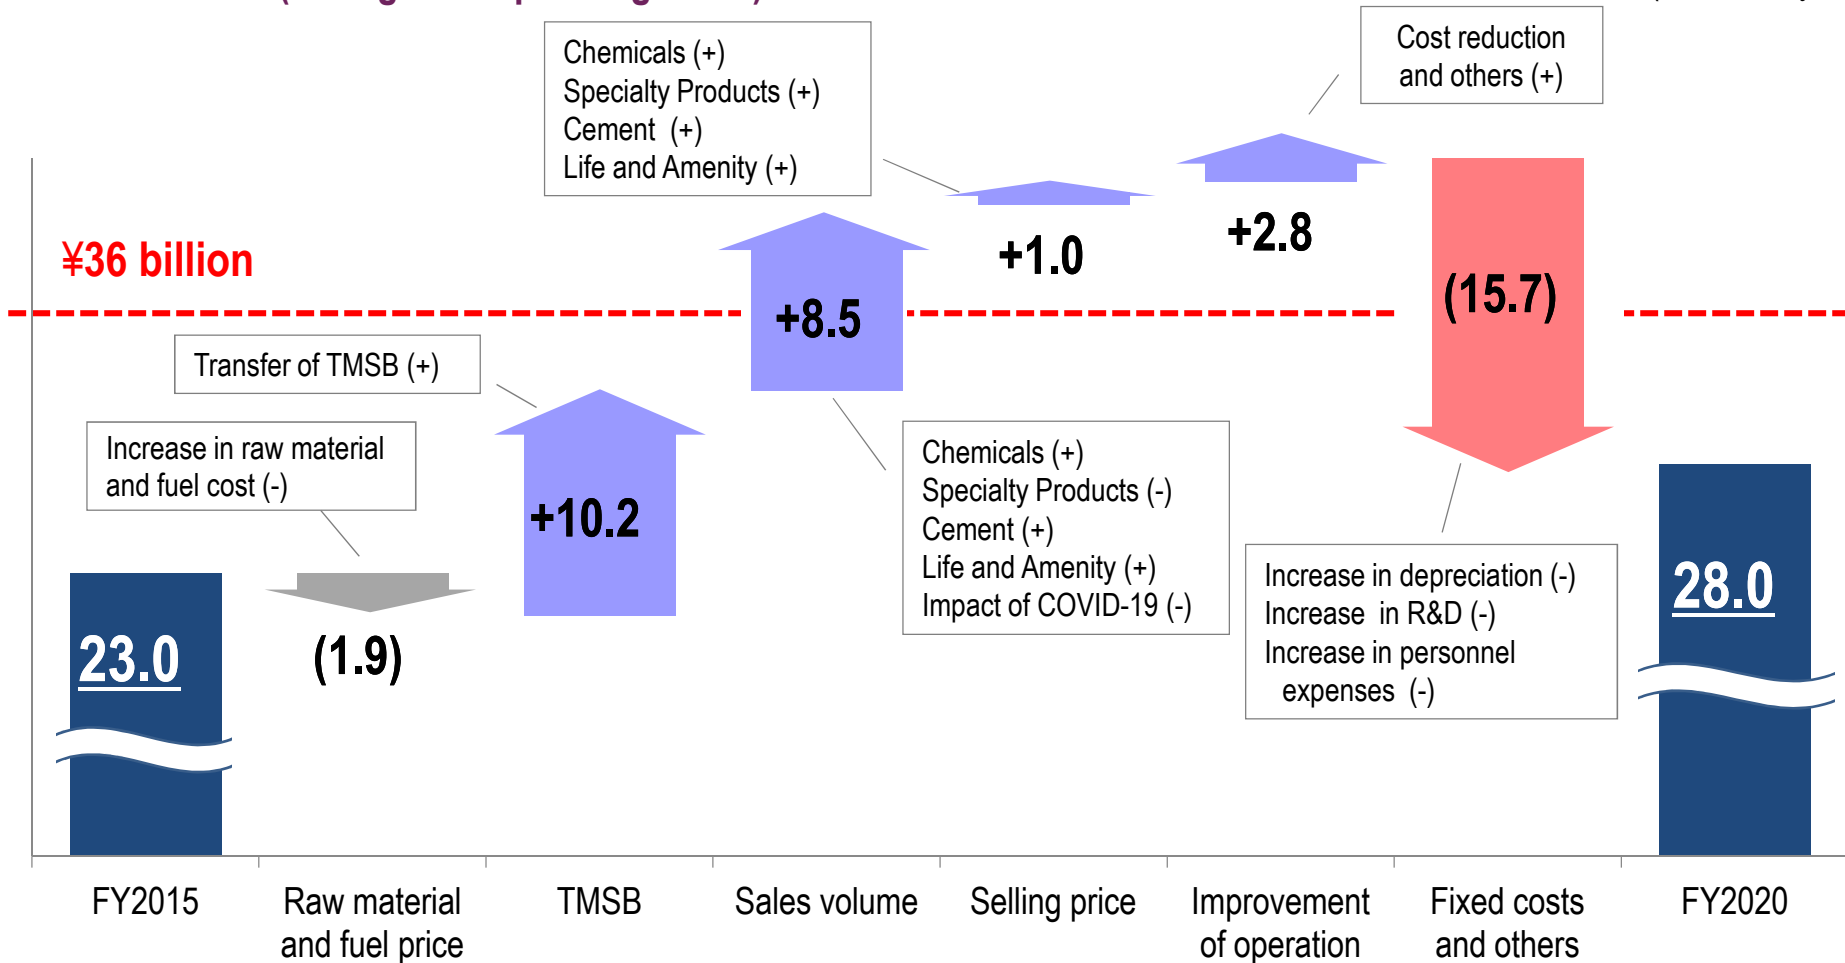 Chemicals (+)
Specialty Products (+)
Cement (+)
Life and Amenity (+)
Cost reduction
and others (+)
¥36 billion
+1.0
+2.8
(15.7)
+8.5
Transfer of TMSB (+)
Increase in raw material
and fuel cost (-)
+10.2
Chemicals (+)
Specialty Products (-)
Cement (+)
Life and Amenity (+)
Impact of COVID-19 (-)
Increase in depreciation (-)
Increase in R&D (-)
Increase in personnel
expenses (-)
23.0
(1.9)
28.0
FY2015
Raw material
and fuel price
TMSB
Sales volume
Selling price
Improvement
of operation
Fixed costs
and others
FY2020